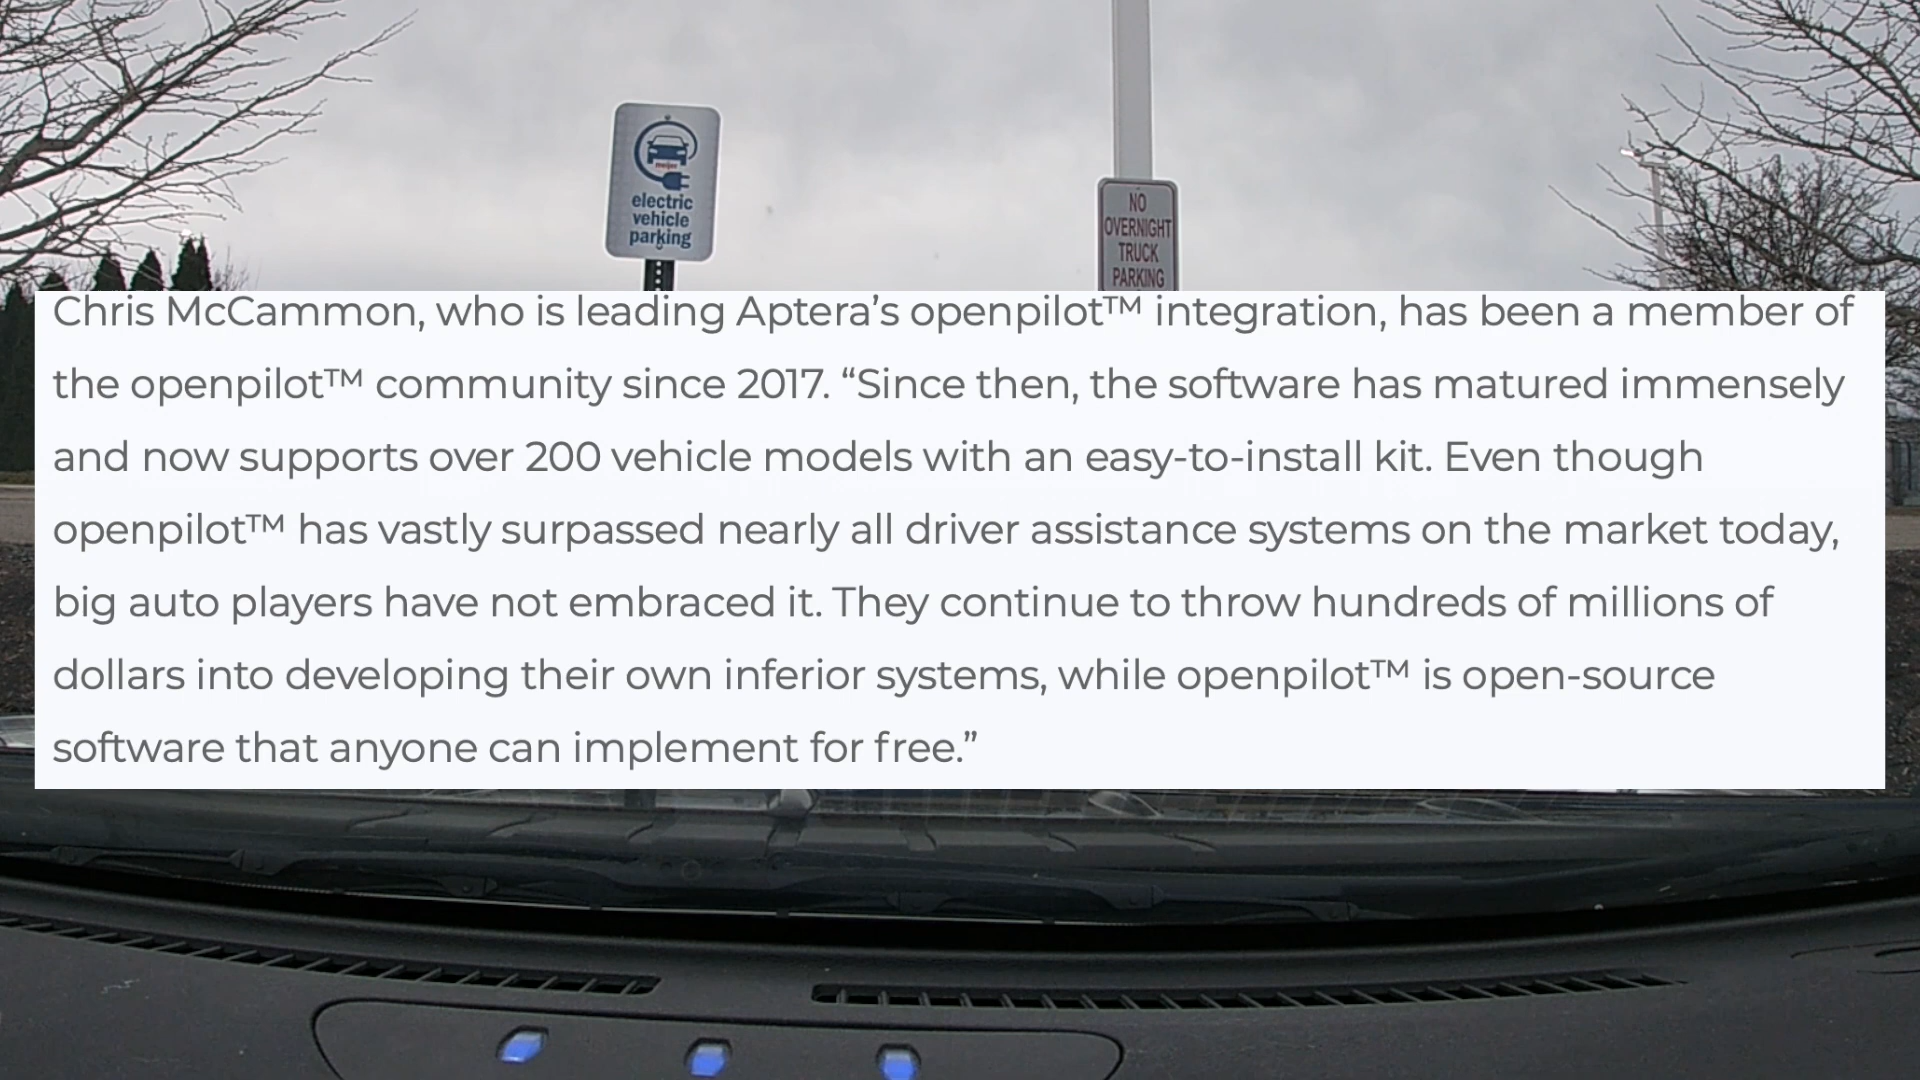 meijer
electric
vehicle
parking
NO
OVERNIGHT
TRUCK
PARKING
Chris McCammon, who is leading Aptera’s openpilot™ integration, has been a member of
the openpilot™ community since 2017. “Since then, the software has matured immensely
and now supports over 200 vehicle models with an easy-to-install kit. Even though
openpilot™ has vastly surpassed nearly all driver assistance systems on the market today,
big auto players have not embraced it. They continue to throw hundreds of millions of
dollars into developing their own inferior systems, while openpilot™ is open-source
software that anyone can implement for free.”